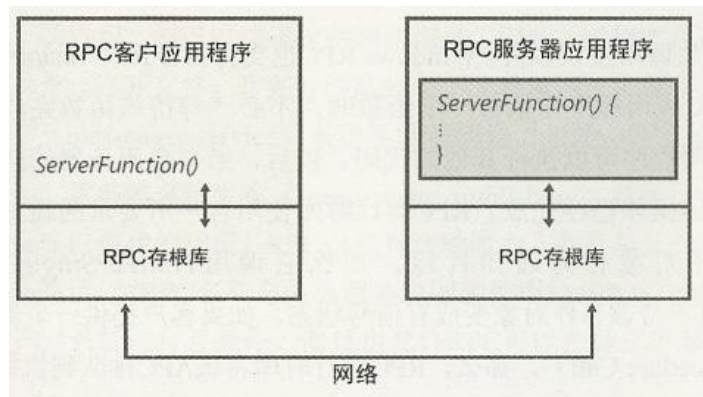 RPC客户应用程序
ServerFunction()
RPC存根库
RPC服务器应用程序
ServerFunction() {
⋮
}
RPC存根库
网络